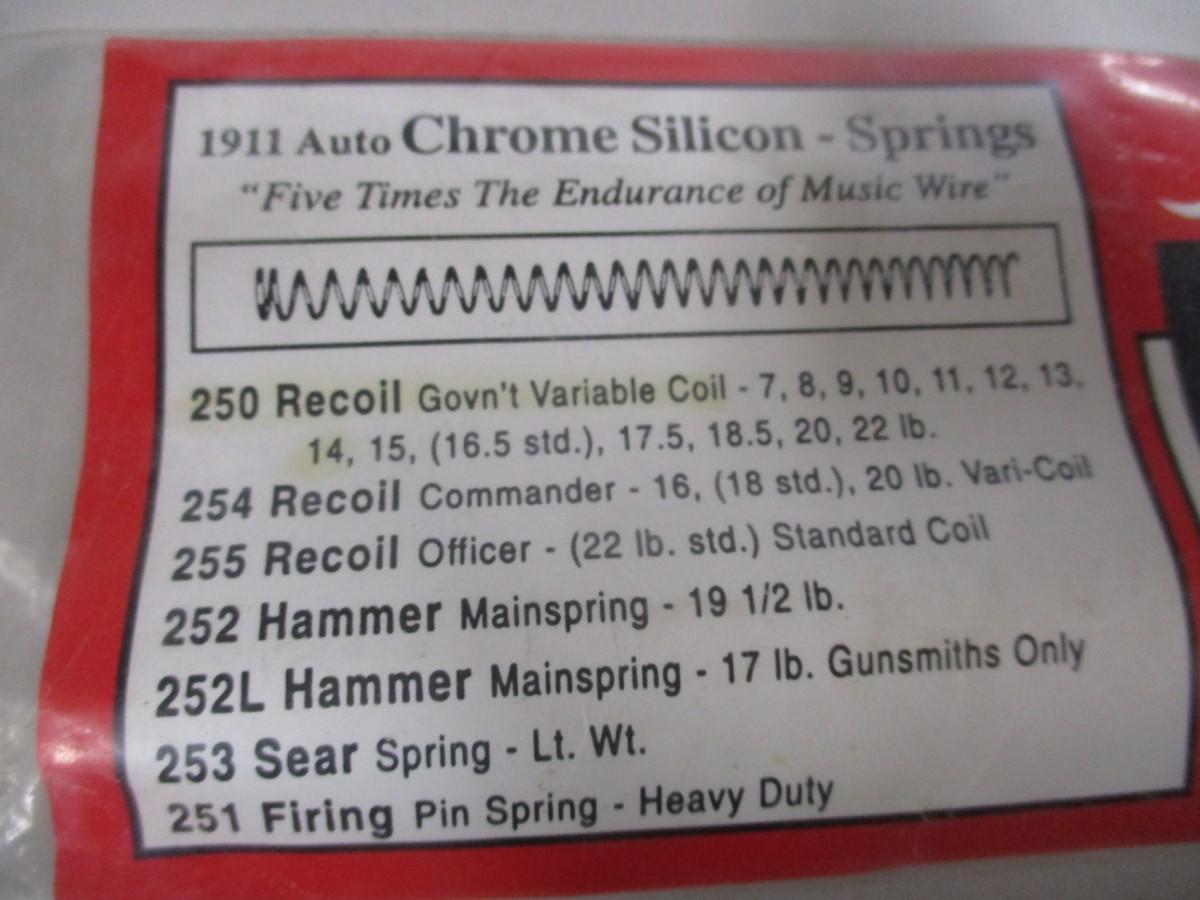 1911 Auto Chrome Silicon - Springs
"Five Times The Endurance of Music Wire"
250 Recoil Govn't Variable Coil - 7, 8, 9, 10, 11, 12, 13,
14, 15, (16.5 std.), 17.5, 18.5, 20, 22 lb.
254 Recoil Commander - 16, (18 std.), 20 lb. Vari-Coil
255 Recoil Officer - (22 lb. std.) Standard Coil
252 Hammer Mainspring - 19 1/2 lb.
252L Hammer Mainspring - 17 lb. Gunsmiths Only
253 Sear Spring - Lt. Wt.
251 Firing Pin Spring - Heavy Duty